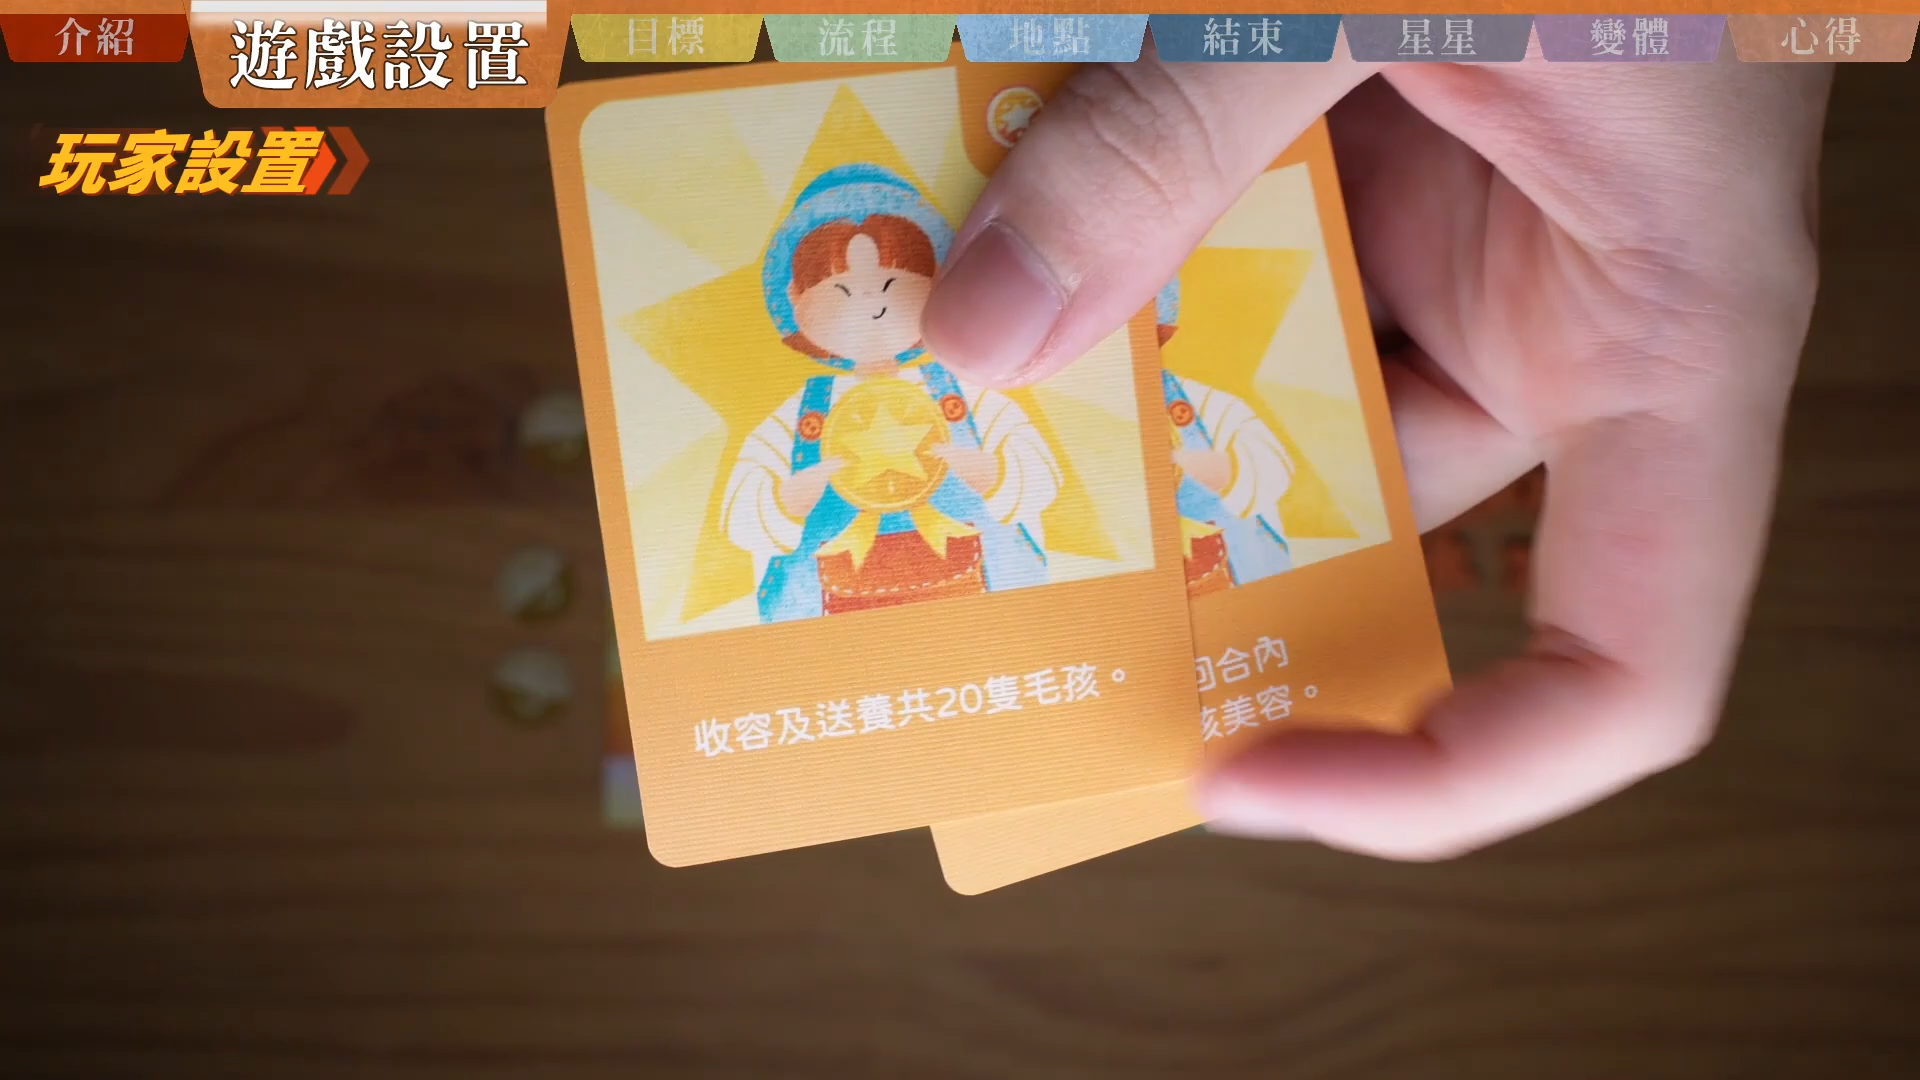 介紹
遊戲設置
目標
流程
地點
結束
星星
變體
心得
玩家設置
收容及送養共20隻毛孩。
回合內
孩美容。